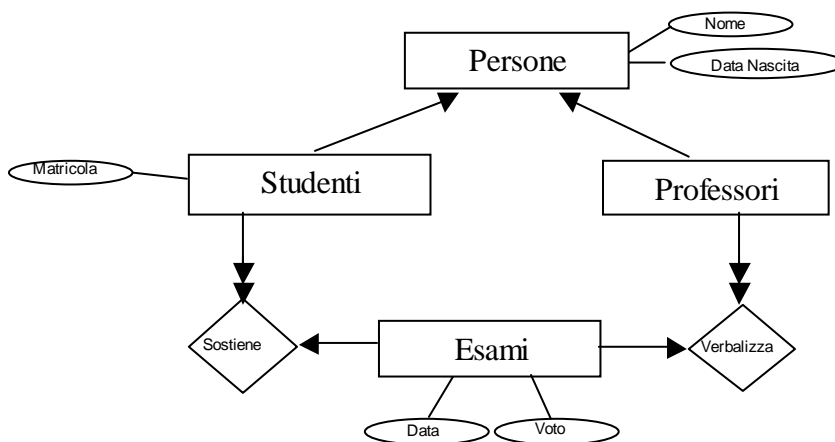 Nome
Persone
Data Nascita
Matricola
Studenti
Professori
Sostiene
Esami
Verbalizza
Data
Voto